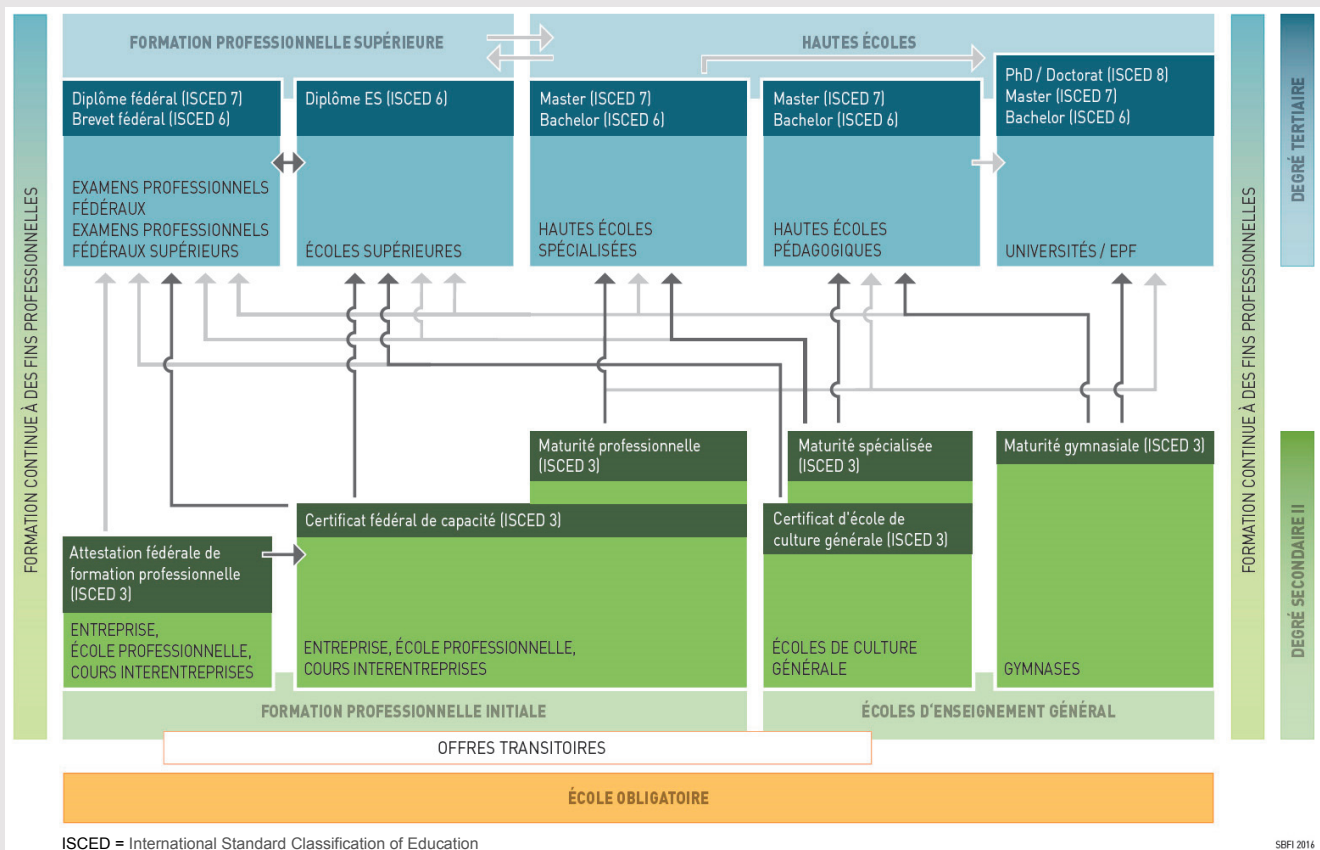 FORMATION PROFESSIONNELLE SUPÉRIEURE
HAUTES ÉCOLES
Diplôme fédéral (ISCED 7)
Brevet fédéral (ISCED 6)
EXAMENS PROFESSIONNELS
FÉDÉRAUX
EXAMENS PROFESSIONNELS
FÉDÉRAUX SUPÉRIEURS
Diplôme ES (ISCED 6)
ÉCOLES SUPÉRIEURES
Master (ISCED 7)
Bachelor (ISCED 6)
HAUTES ÉCOLES
SPÉCIALISÉES
Master (ISCED 7)
Bachelor (ISCED 6)
HAUTES ÉCOLES
PÉDAGOGIQUES
PhD / Doctorat (ISCED 8)
Master (ISCED 7)
Bachelor (ISCED 6)
UNIVERSITÉS / EPF
FORMATION CONTINUE À DES FINS PROFESSIONNELLES
FORMATION CONTINUE À DES FINS PROFESSIONNELLES
DEGRÉ TERTIAIRE
DEGRÉ SECONDAIRE II
Maturité professionnelle
(ISCED 3)
Maturité spécialisée
(ISCED 3)
Maturité gymnasiale (ISCED 3)
Certificat fédéral de capacité (ISCED 3)
Certificat d'école de
culture générale (ISCED 3)
Attestation fédérale de
formation professionnelle
(ISCED 3)
ENTREPRISE,
ÉCOLE PROFESSIONNELLE,
COURS INTERENTREPRISES
ENTREPRISE, ÉCOLE PROFESSIONNELLE,
COURS INTERENTREPRISES
ÉCOLES DE CULTURE
GÉNÉRALE
GYMNASES
FORMATION PROFESSIONNELLE INITIALE
ÉCOLES D'ENSEIGNEMENT GÉNÉRAL
OFFRES TRANSITOIRES
ÉCOLE OBLIGATOIRE
ISCED = International Standard Classification of Education
SBFI 2016